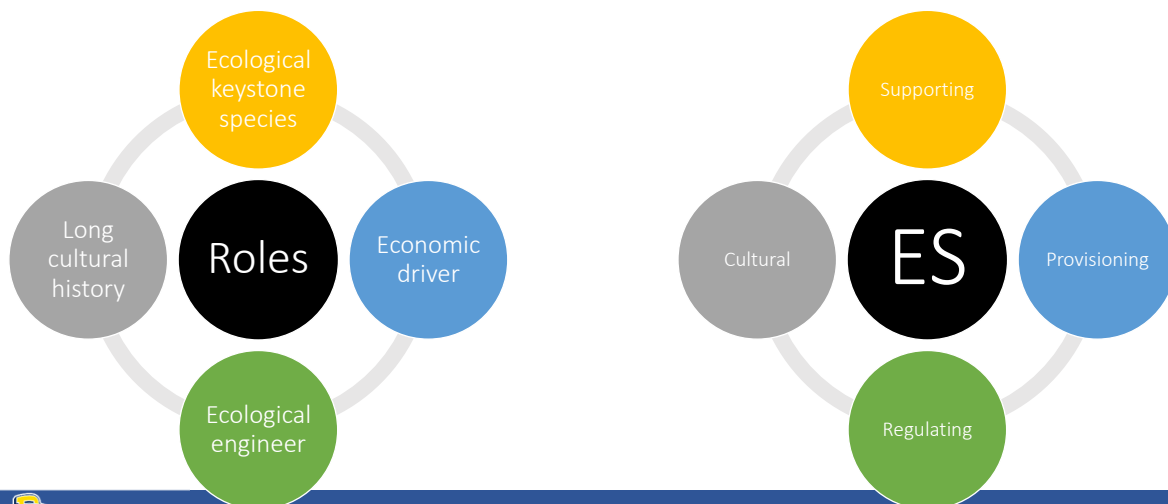 Ecological
keystone
species
Long
cultural
history
Roles
Economic
driver
Ecological
engineer
Supporting
Cultural
ES
Provisioning
Regulating